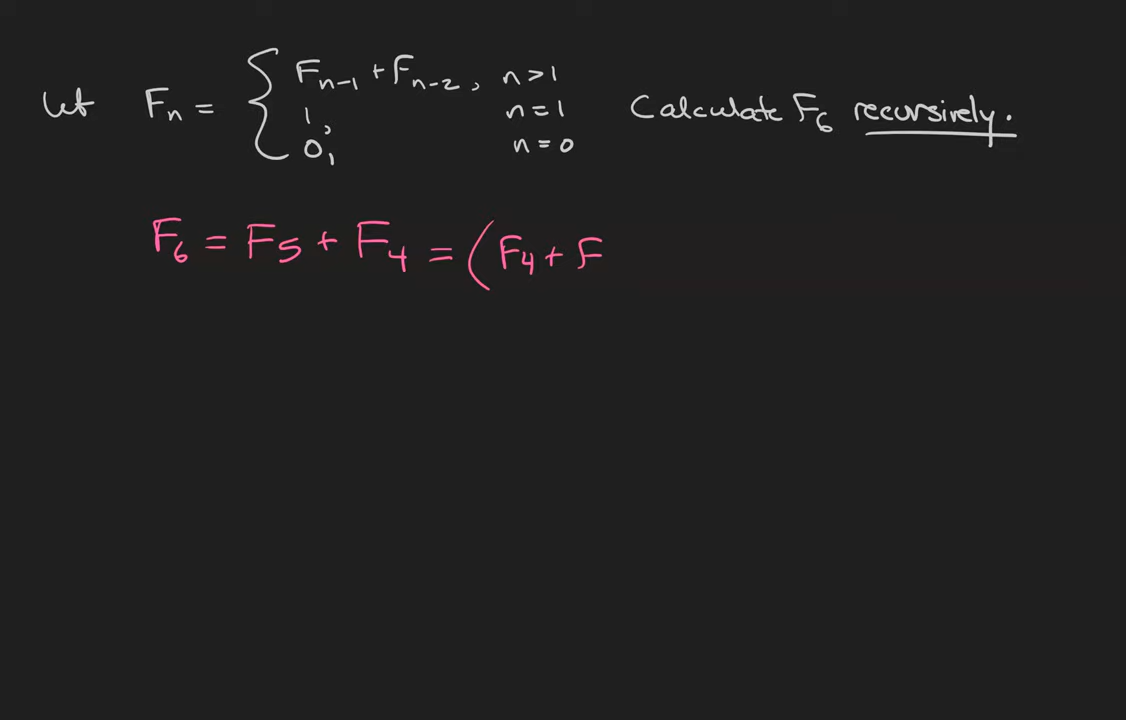 Let Fn = { Fn-1 + Fn-2, n>1
1, n=1 Calculate F6 recursively.
0, n=0
F6 = F5 + F4 = (F4 + F